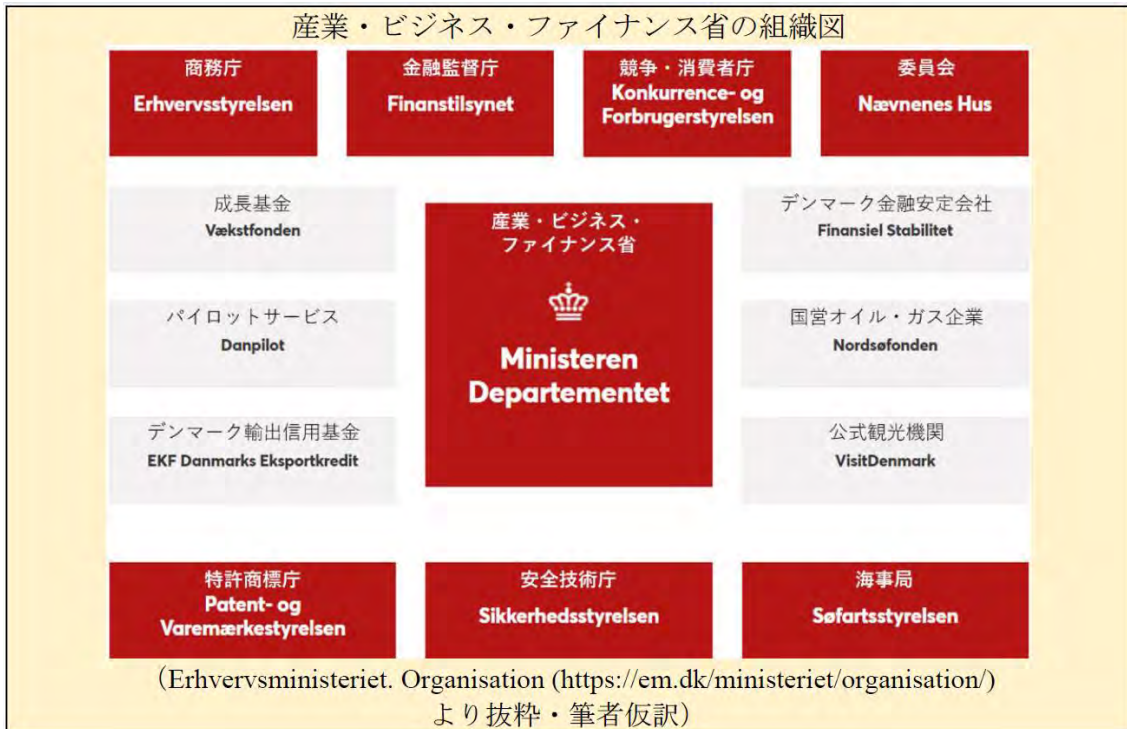 産業・ビジネス・ファイナンス省の組織図
商務庁
Erhvervsstyrelsen
金融監督庁
Finanstilsynet
競争・消費者庁
Konkurrence- og
Forbrugerstyrelsen
委員会
Nævnenes Hus
成長基金
Vækstfonden
産業・ビジネス・
ファイナンス省
Ministeren
Departementet
デンマーク金融安定会社
Finansiel Stabilitet
パイロットサービス
Danpilot
国営オイル・ガス企業
Nordsøfonden
デンマーク輸出信用基金
EKF Danmarks Eksportkredit
公式観光機関
VisitDenmark
特許商標庁
Patent- og
Varemærkestyrelsen
安全技術庁
Sikkerhedsstyrelsen
海事局
Søfartsstyrelsen
(Erhvervsministeriet. Organisation (https://em.dk/ministeriet/organisation/)
より抜粋・筆者仮訳)